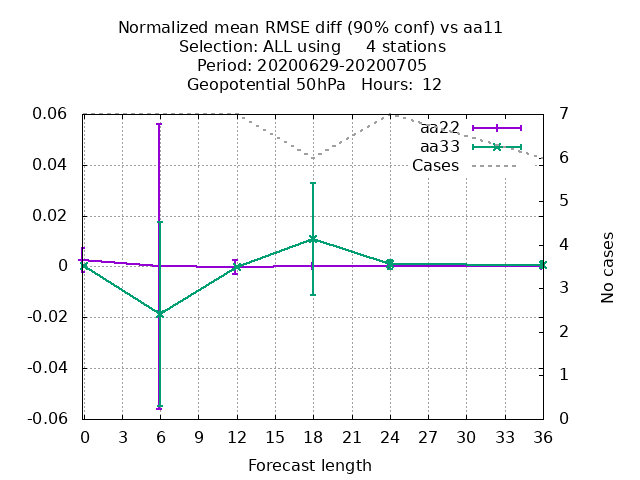 Normalized mean RMSE diff (90% conf) vs aa11
Selection: ALL using     4 stations
Period: 20200629-20200705
Geopotential 50hPa   Hours:  12
0.06
0.04
0.02
0
-0.02
-0.04
-0.06
aa22
aa33
Cases
7
6
5
4
3
2
1
0
No cases
0 3 6 9 12 15 18 21 24 27 30 33 36
Forecast length